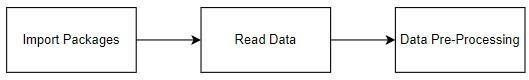 Import Packages
Read Data
Data Pre-Processing